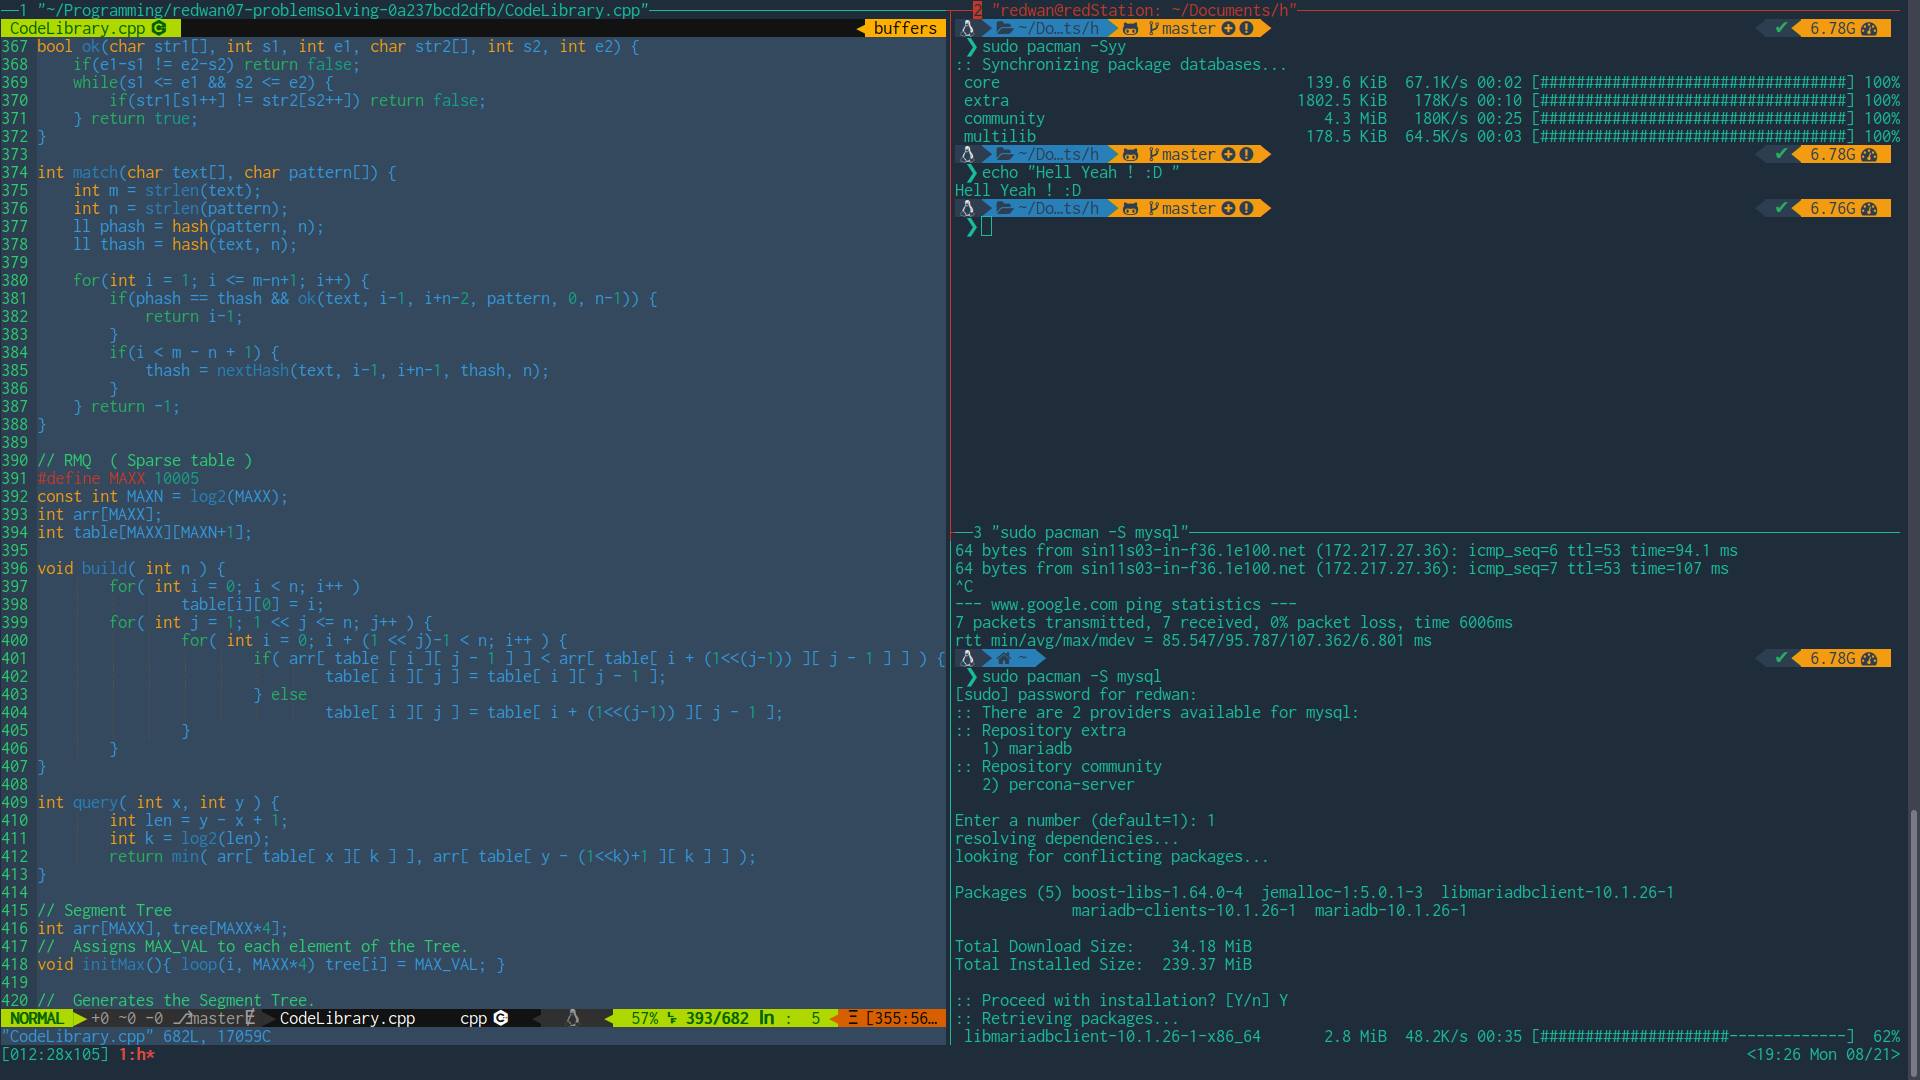 1 "~/Programming/redwan07-problemsolving-0a237bcd2dfb/CodeLibrary.cpp"
CodeLibrary.cpp buffers
367 bool ok(char str1[], int s1, int e1, char str2[], int s2, int e2) {
368     if(e1-s1 != e2-s2) return false;
369     while(s1 <= e1 && s2 <= e2) {
370         if(str1[s1++] != str2[s2++]) return false;
371     } return true;
372 }
373
374 int match(char text[], char pattern[]) {
375     int m = strlen(text);
376     int n = strlen(pattern);
377     ll phash = hash(pattern, n);
378     ll thash = hash(text, n);
379
380     for(int i = 1; i <= m-n+1; i++) {
381         if(phash == thash && ok(text, i-1, i+n-2, pattern, 0, n-1)) {
382             return i-1;
383         }
384         if(i < m - n + 1) {
385             thash = nextHash(text, i-1, i+n-1, thash, n);
386         }
387     } return -1;
388 }
389
390 // RMQ  ( Sparse table )
391 #define MAXX 10005
392 const int MAXN = log2(MAXX);
393 int arr[MAXX];
394 int table[MAXX][MAXN+1];
395
396 void build( int n ) {
397         for( int i = 0; i < n; i++ )
398                 table[i][0] = i;
399         for( int j = 1; 1 << j <= n; j++ ) {
400                 for( int i = 0; i + (1 << j)-1 < n; i++ ) {
401                         if( arr[ table [ i ][ j - 1 ] ] < arr[ table[ i + (1<<(j-1)) ][ j - 1 ] ] ) {
402                                 table[ i ][ j ] = table[ i ][ j - 1 ];
403                         } else
404                                 table[ i ][ j ] = table[ i + (1<<(j-1)) ][ j - 1 ];
405                 }
406         }
407 }
408
409 int query( int x, int y ) {
410         int len = y - x + 1;
411         int k = log2(len);
412         return min( arr[ table[ x ][ k ] ], arr[ table[ y - (1<<k)+1 ][ k ] ] );
413 }
414
415 // Segment Tree
416 int arr[MAXX], tree[MAXX*4];
417 //  Assigns MAX_VAL to each element of the Tree.
418 void initMax(){ loop(i, MAXX*4) tree[i] = MAX_VAL; }
419
420 //  Generates the Segment Tree.
NORMAL +0 ~0 -0 master CodeLibrary.cpp cpp 57% 393/682 ln : 5 Ξ [355:56…
"CodeLibrary.cpp" 682L, 17059C
2 "redwan@redStation: ~/Documents/h"
~/Do…ts/h master ✔ 6.78G
❯ sudo pacman -Syy
:: Synchronizing package databases...
core 139.6 KiB 67.1K/s 00:02 [##################################] 100%
extra 1802.5 KiB 178K/s 00:10 [##################################] 100%
community 4.3 MiB 180K/s 00:25 [##################################] 100%
multilib 178.5 KiB 64.5K/s 00:03 [##################################] 100%
~/Do…ts/h master ✔ 6.78G
❯ echo "Hell Yeah ! :D "
Hell Yeah ! :D
~/Do…ts/h master ✔ 6.76G
❯
3 "sudo pacman -S mysql"
64 bytes from sin11s03-in-f36.1e100.net (172.217.27.36): icmp_seq=6 ttl=53 time=94.1 ms
64 bytes from sin11s03-in-f36.1e100.net (172.217.27.36): icmp_seq=7 ttl=53 time=107 ms
^C
--- www.google.com ping statistics ---
7 packets transmitted, 7 received, 0% packet loss, time 6006ms
rtt min/avg/max/mdev = 85.547/95.787/107.362/6.801 ms
~ ✔ 6.78G
❯ sudo pacman -S mysql
[sudo] password for redwan:
:: There are 2 providers available for mysql:
:: Repository extra
1) mariadb
:: Repository community
2) percona-server
Enter a number (default=1): 1
resolving dependencies...
looking for conflicting packages...
Packages (5) boost-libs-1.64.0-4  jemalloc-1:5.0.1-3  libmariadbclient-10.1.26-1
mariadb-clients-10.1.26-1  mariadb-10.1.26-1
Total Download Size:    34.18 MiB
Total Installed Size:  239.37 MiB
:: Proceed with installation? [Y/n] Y
:: Retrieving packages...
libmariadbclient-10.1.26-1-x86_64 2.8 MiB 48.2K/s 00:35 [#####################-------------] 62%
[012:28x105] 1:h* <19:26 Mon 08/21>